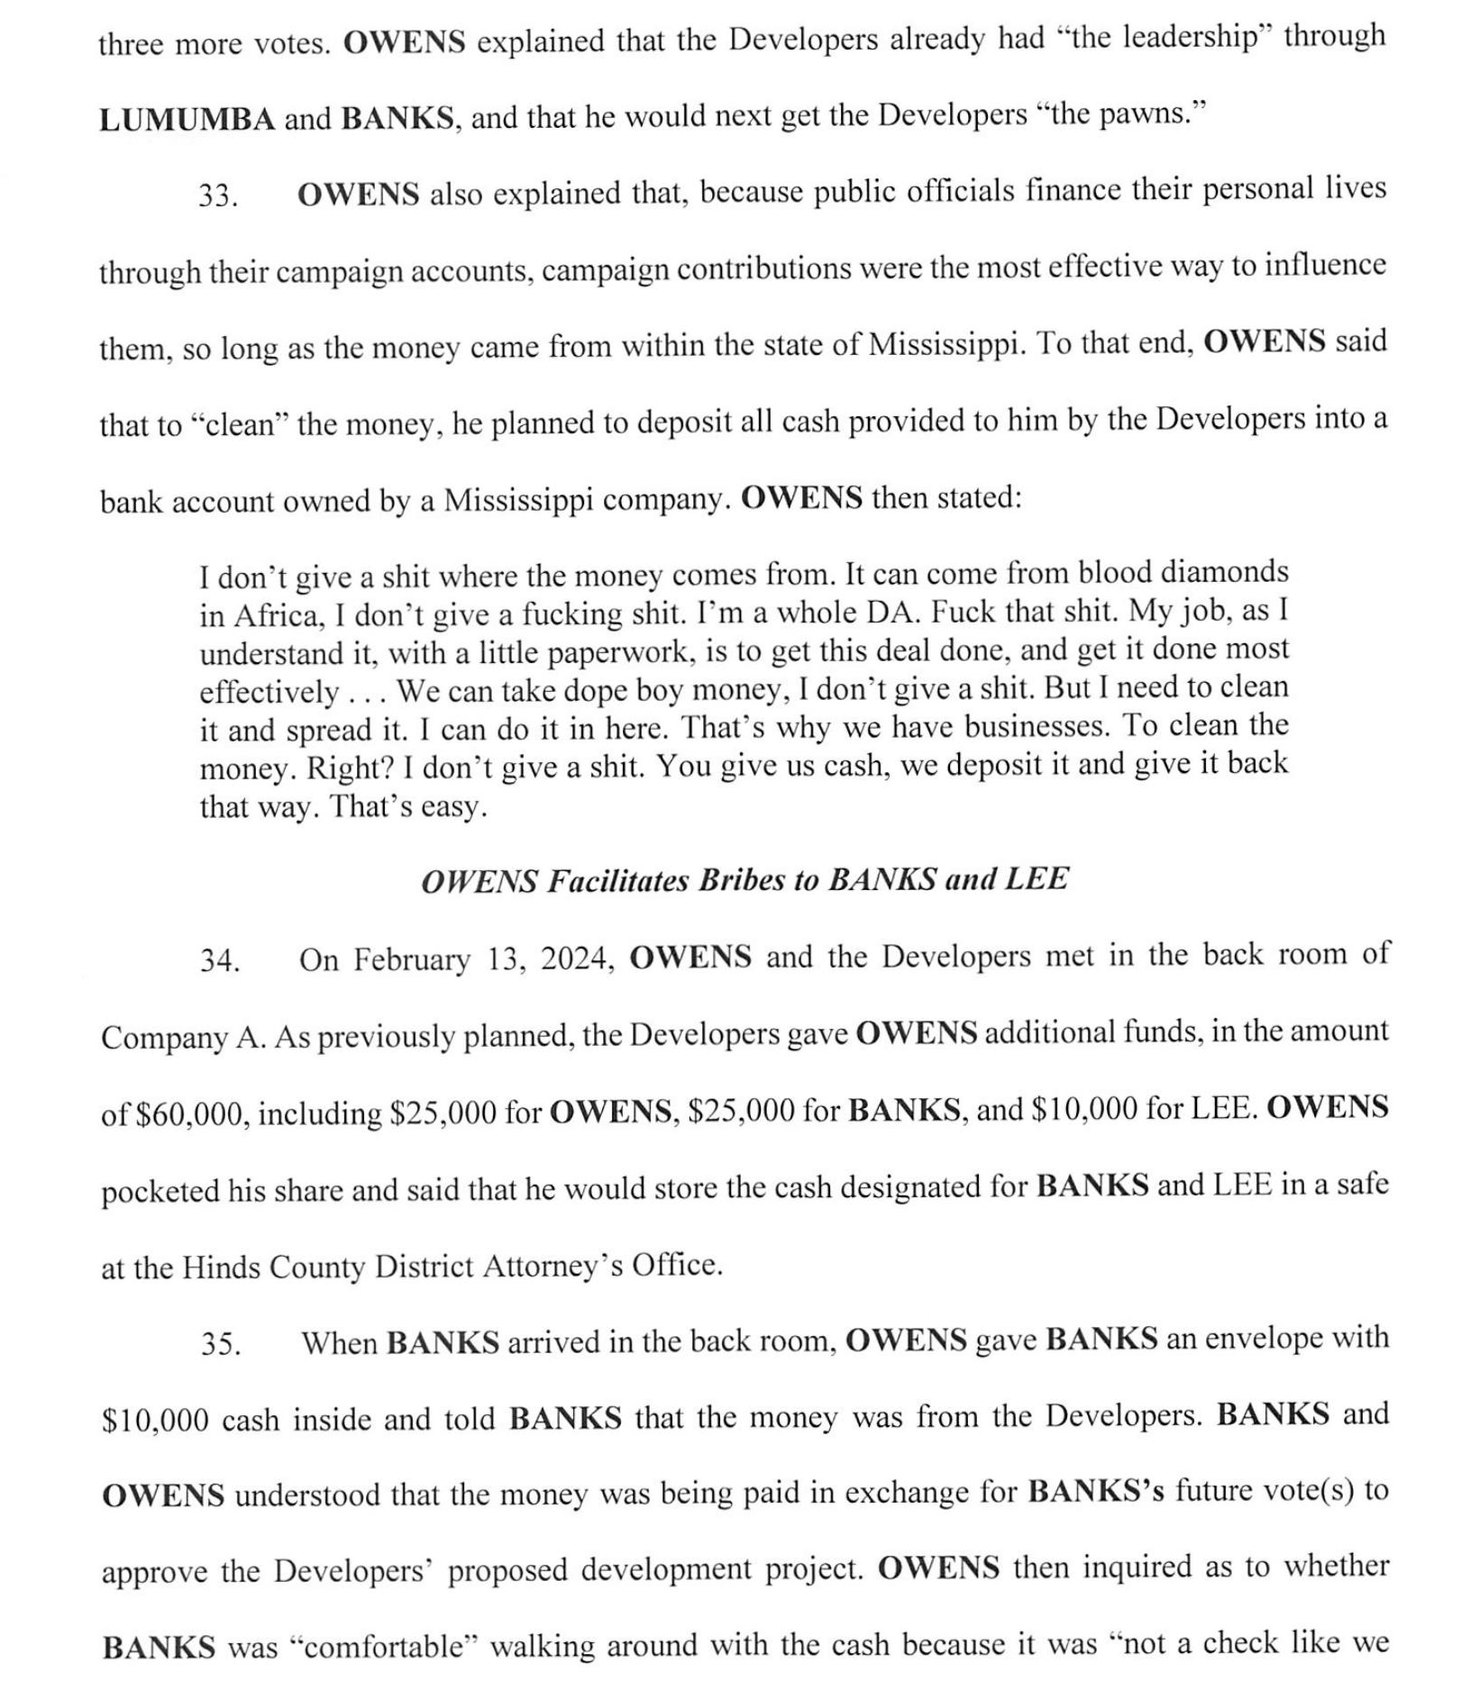 three more votes. OWENS explained that the Developers already had “the leadership” through
LUMUMBA and BANKS, and that he would next get the Developers “the pawns.”
33. OWENS also explained that, because public officials finance their personal lives
through their campaign accounts, campaign contributions were the most effective way to influence
them, so long as the money came from within the state of Mississippi. To that end, OWENS said
that to “clean” the money, he planned to deposit all cash provided to him by the Developers into a
bank account owned by a Mississippi company. OWENS then stated:
I don’t give a shit where the money comes from. It can come from blood diamonds
in Africa, I don’t give a fucking shit. I’m a whole DA. Fuck that shit. My job, as I
understand it, with a little paperwork, is to get this deal done, and get it done most
effectively . . . We can take dope boy money, I don’t give a shit. But I need to clean
it and spread it. I can do it in here. That’s why we have businesses. To clean the
money. Right? I don’t give a shit. You give us cash, we deposit it and give it back
that way. That’s easy.
OWENS Facilitates Bribes to BANKS and LEE
34. On February 13, 2024, OWENS and the Developers met in the back room of
Company A. As previously planned, the Developers gave OWENS additional funds, in the amount
of $60,000, including $25,000 for OWENS, $25,000 for BANKS, and $10,000 for LEE. OWENS
pocketed his share and said that he would store the cash designated for BANKS and LEE in a safe
at the Hinds County District Attorney’s Office.
35. When BANKS arrived in the back room, OWENS gave BANKS an envelope with
$10,000 cash inside and told BANKS that the money was from the Developers. BANKS and
OWENS understood that the money was being paid in exchange for BANKS’s future vote(s) to
approve the Developers’ proposed development project. OWENS then inquired as to whether
BANKS was “comfortable” walking around with the cash because it was “not a check like we